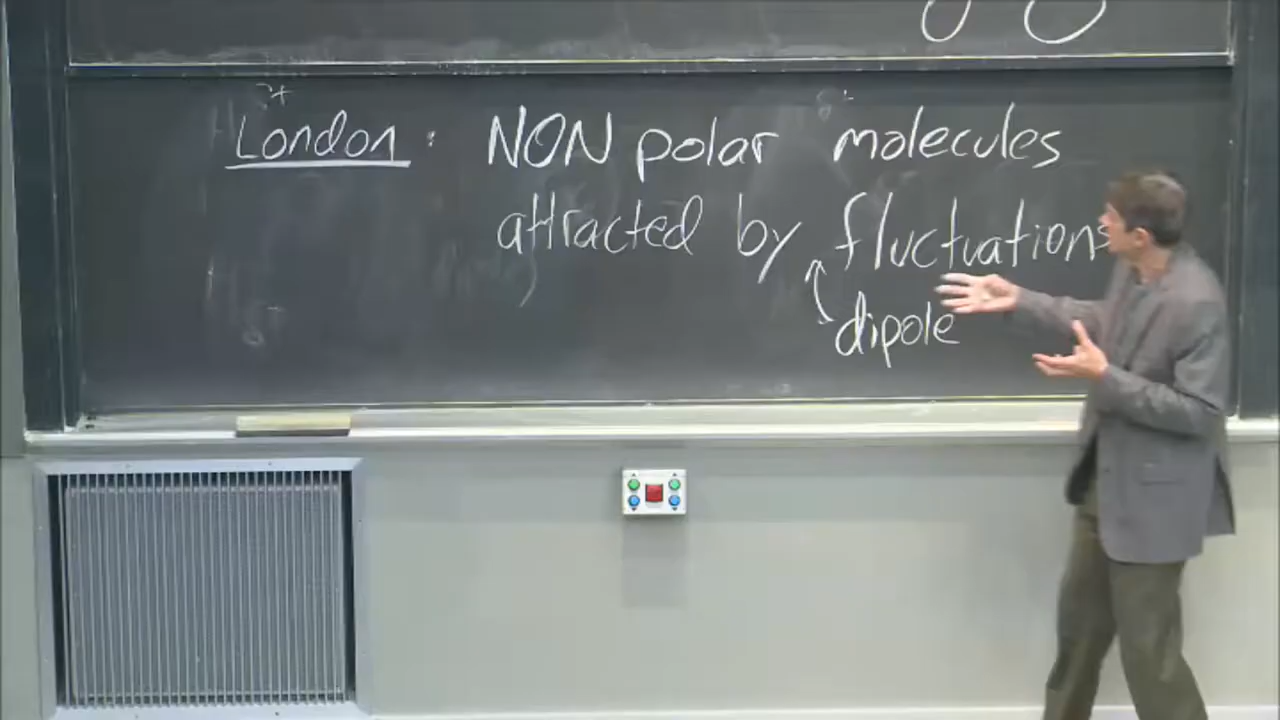 London : NON polar molecules
attracted by fluctuations
dipole